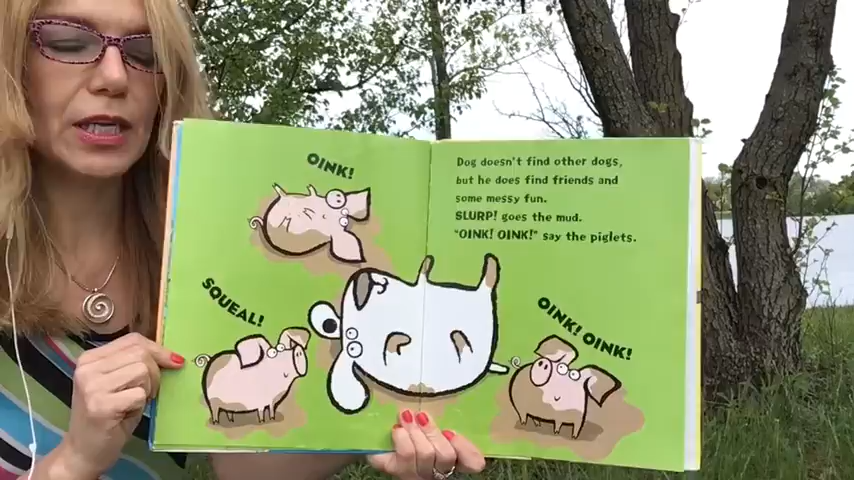 OINK!
SQUEAL!
Dog doesn't find other dogs,
but he does find friends and
some messy fun.
SLURP! goes the mud.
"OINK! OINK!" say the piglets.
OINK! OINK!